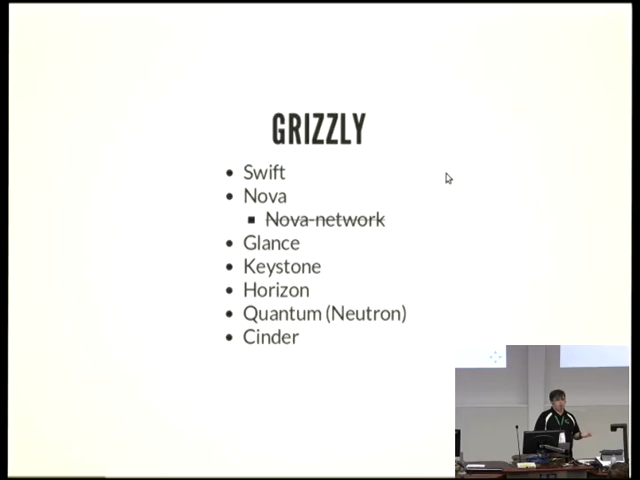 GRIZZLY
Swift
Nova
Nova-network
Glance
Keystone
Horizon
Quantum (Neutron)
Cinder